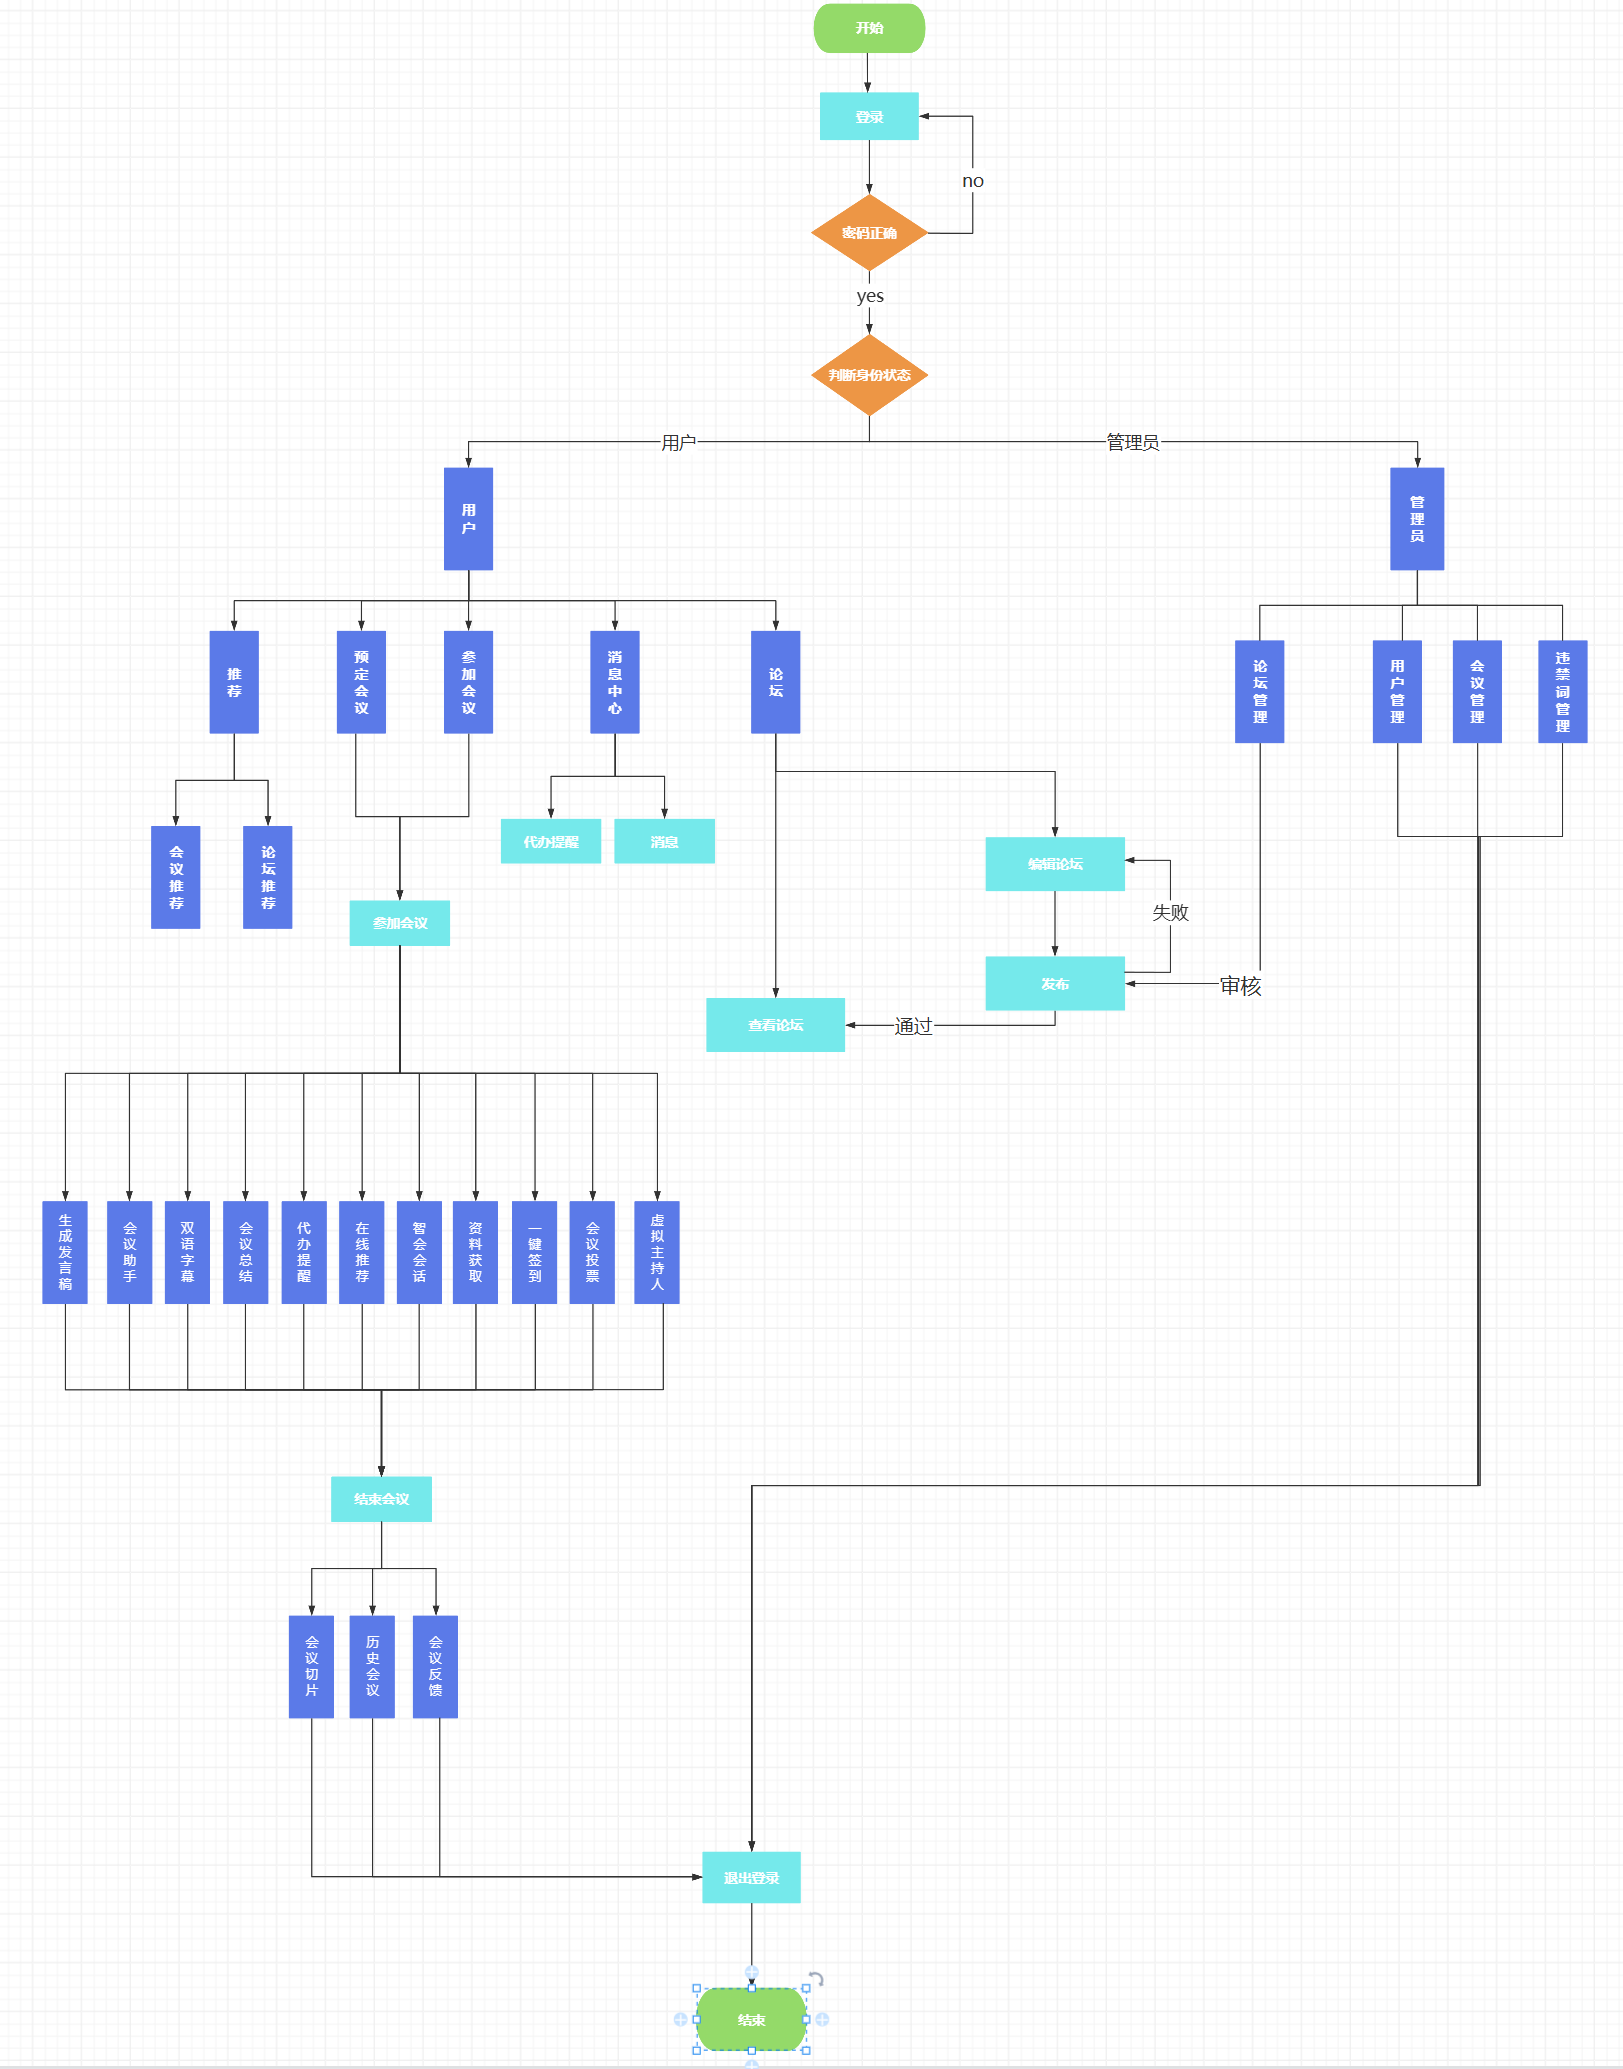 开始
登录
no
密码正确
yes
判断身份状态
用户
管理员
用户
管理员
推荐
预定会议
参加会议
消息中心
论坛
论坛管理
用户管理
会议管理
违禁词管理
会议推荐
论坛推荐
代办提醒
消息
编辑论坛
失败
参加会议
发布
审核
查看论坛
通过
生成发言稿
会议助手
双语字幕
会议总结
代办提醒
在线推荐
智会会话
资料获取
一键签到
会议投票
虚拟主持人
结束会议
会议切片
历史会议
会议反馈
退出登录
结束